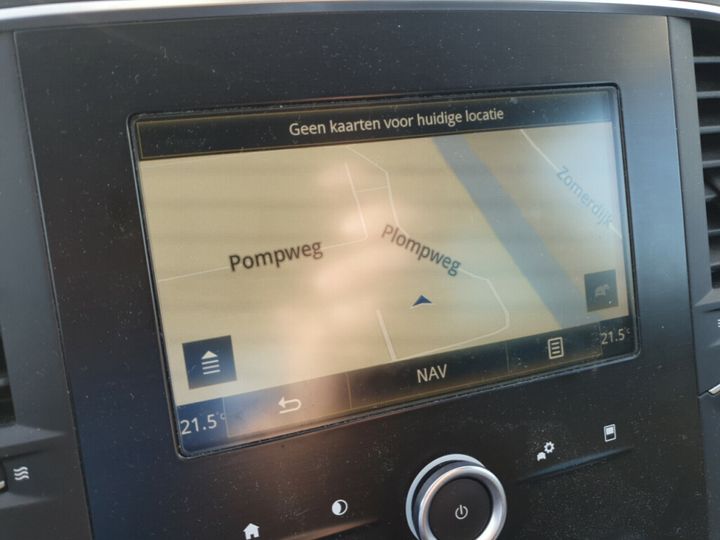 Geen kaarten voor huidige locatie
Zomerdijk
Plompweg
Pompweg
NAV
21.5°
21.5°